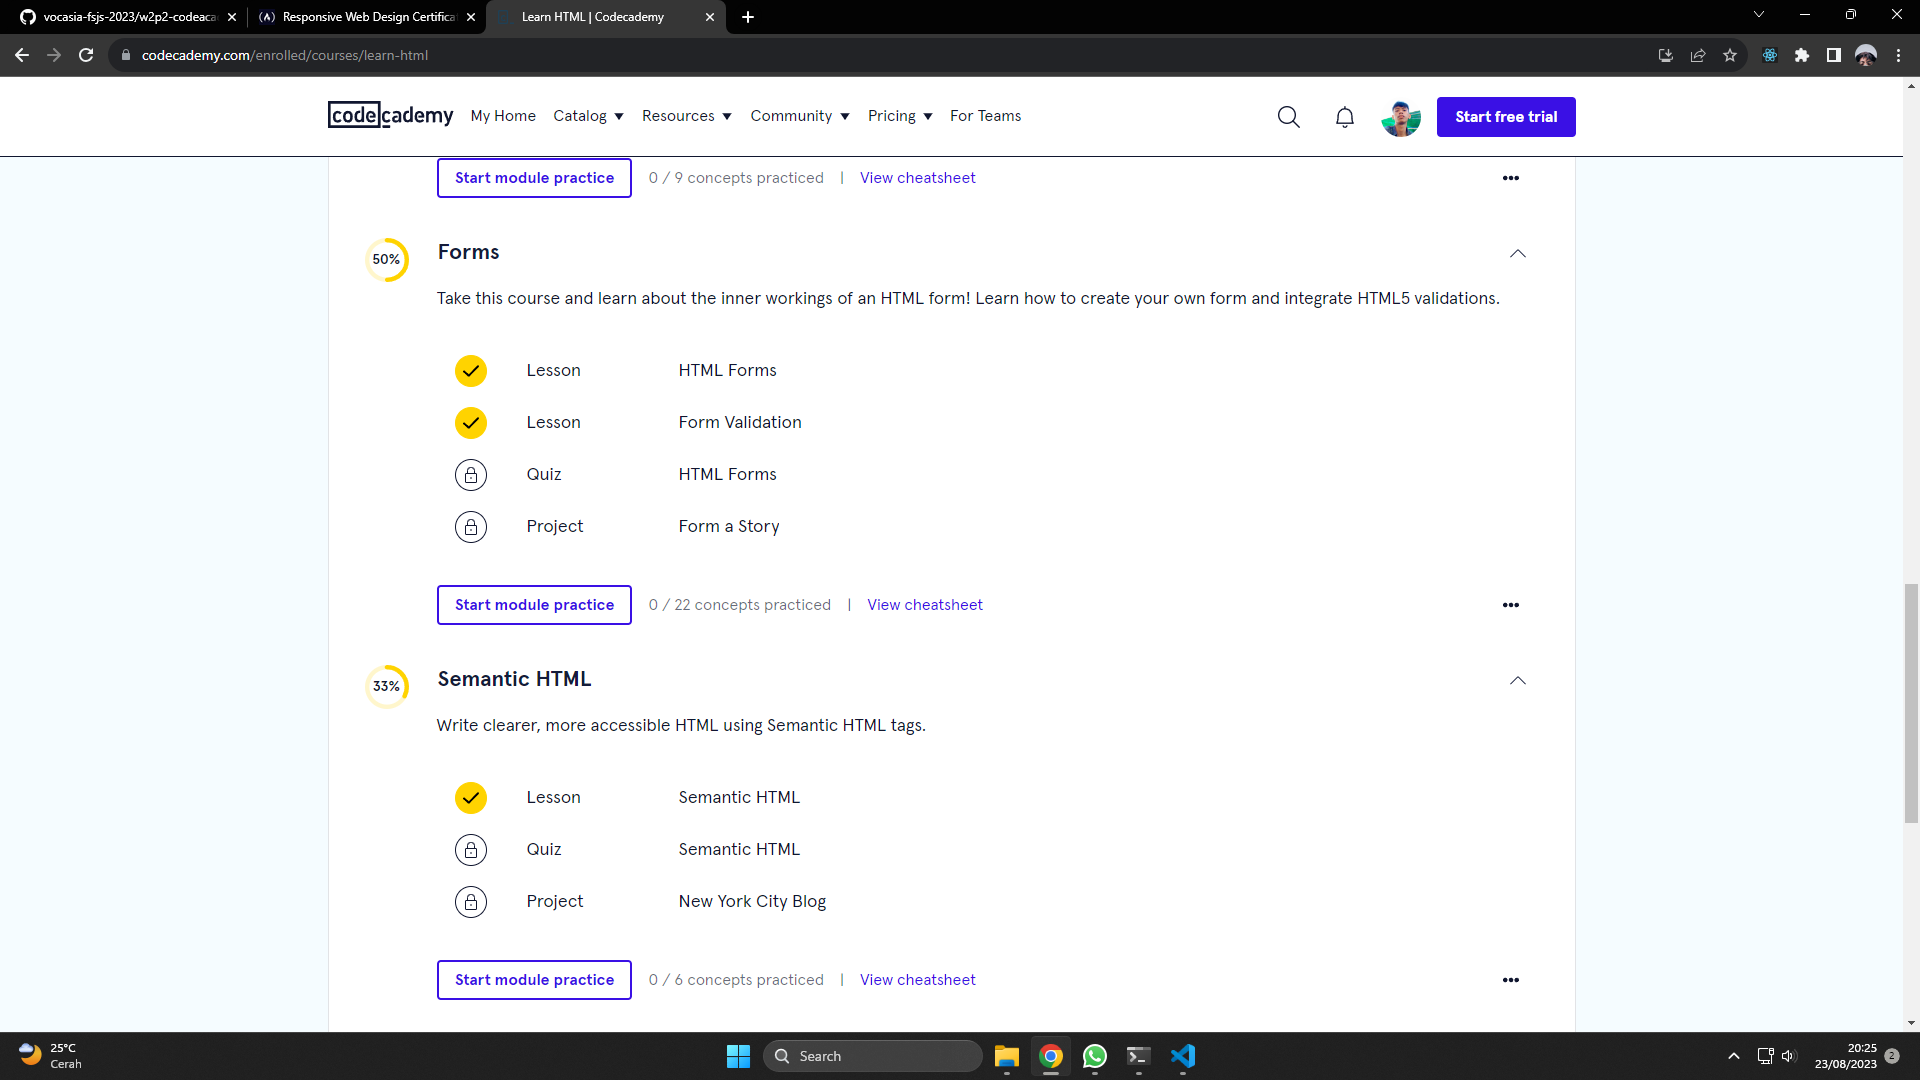 vocasia-fsjs-2023/w2p2-codeaca
Responsive Web Design Certifica
Learn HTML | Codecademy
codecademy.com/enrolled/courses/learn-html
codecademy My Home Catalog Resources Community Pricing For Teams Start free trial
Start module practice 0 / 9 concepts practiced | View cheatsheet
50% Forms
Take this course and learn about the inner workings of an HTML form! Learn how to create your own form and integrate HTML5 validations.
Lesson HTML Forms
Lesson Form Validation
Quiz HTML Forms
Project Form a Story
Start module practice 0 / 22 concepts practiced | View cheatsheet
33% Semantic HTML
Write clearer, more accessible HTML using Semantic HTML tags.
Lesson Semantic HTML
Quiz Semantic HTML
Project New York City Blog
Start module practice 0 / 6 concepts practiced | View cheatsheet
25°C
Cerah
Search
20:25
23/08/2023
2